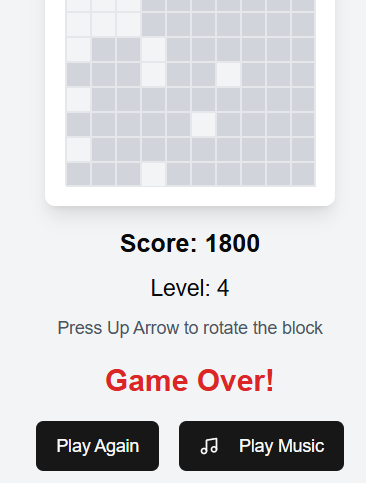 Score: 1800
Level: 4
Press Up Arrow to rotate the block
Game Over!
Play Again
Play Music